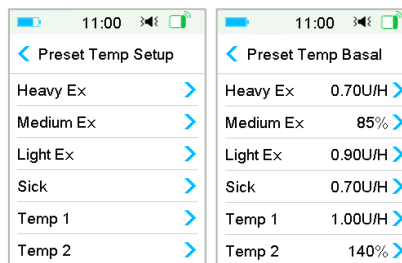 11:00
Preset Temp Setup
Heavy Ex
Medium Ex
Light Ex
Sick
Temp 1
Temp 2
11:00
Preset Temp Basal
Heavy Ex 0.70U/H
Medium Ex 85%
Light Ex 0.90U/H
Sick 0.70U/H
Temp 1 1.00U/H
Temp 2 140%